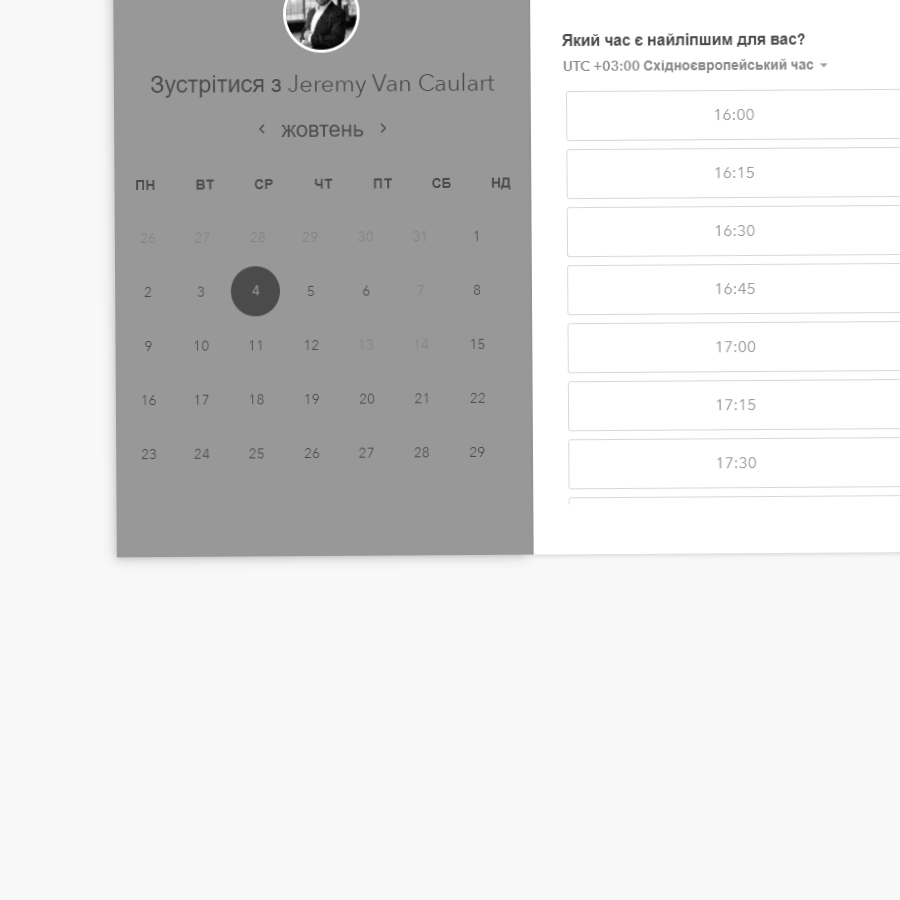 Зустрітися з Jeremy Van Caulart
‹ жовтень ›
ПН ВТ СР ЧТ ПТ СБ НД
26 27 28 29 30 31 1
2 3 4 5 6 7 8
9 10 11 12 13 14 15
16 17 18 19 20 21 22
23 24 25 26 27 28 29
Який час є найліпшим для вас?
UTC +03:00 Східноєвропейський час
16:00
16:15
16:30
16:45
17:00
17:15
17:30